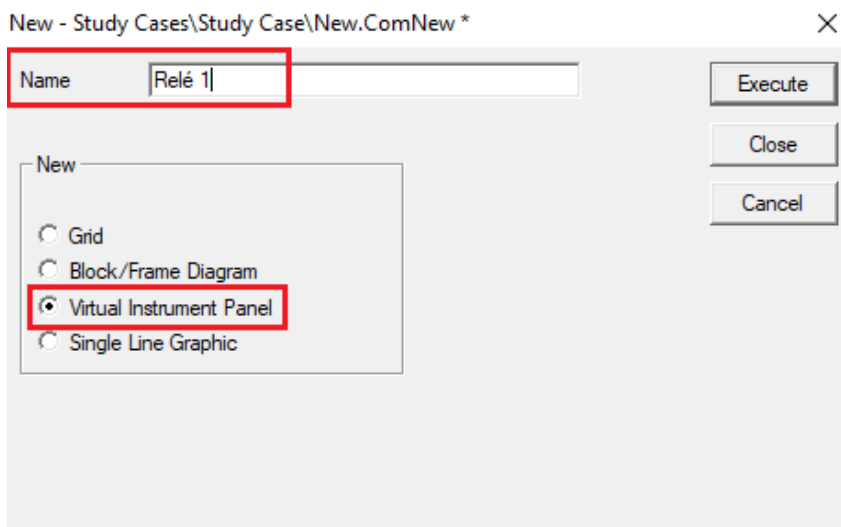 New - Study Cases\Study Case\New.ComNew *
Name
Relé 1
Execute
Close
Cancel
New
Grid
Block/Frame Diagram
Virtual Instrument Panel
Single Line Graphic